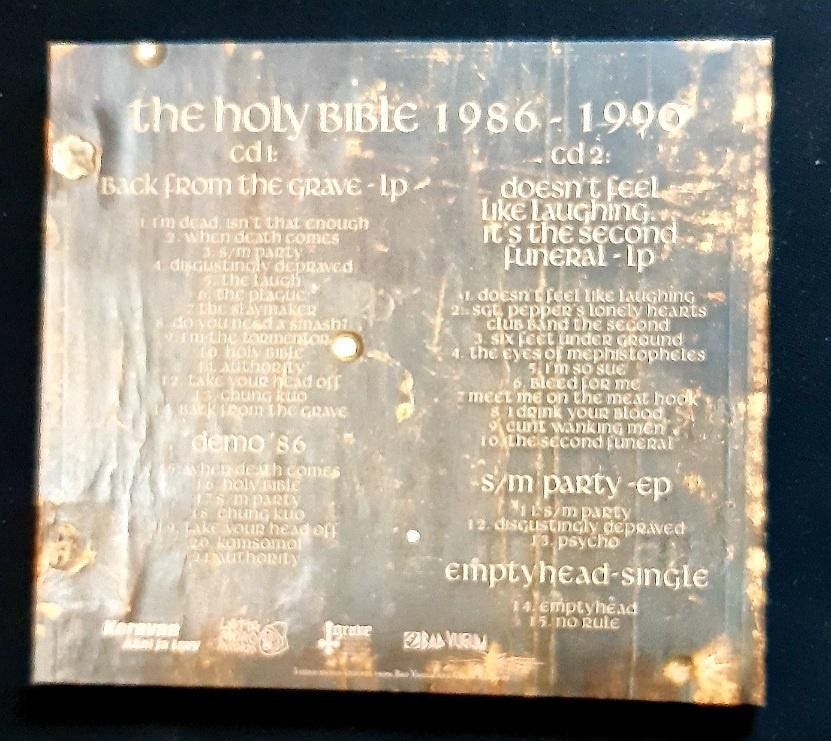 the holy BIBLE 1986 - 1990
cd 1:
Back from the grave - lp
1. I'm dead, isn't that enough
2. when death comes
3. s/m party
4. disgustingly depraved
5. the laugh
6. the plague
7. the slaymaker
8. do you need a smash?
9. I'm the tormentor
10. holy bible
11. authority
12. take your head off
13. chung kuo
14. Back from the grave
demo '86
15. when death comes
16. holy bible
17. s/m party
18. chung kuo
19. take your head off
20. komsomol
21. authority
cd 2:
doesn't feel
like laughing.
it's the second
funeral - lp
1. doesn't feel like laughing
2. sgt. pepper's lonely hearts
club band the second
3. six feet under ground
4. the eyes of mephistopheles
5. I'm so sue
6. Bleed for me
7 meet me on the meat hook
8. I drink your blood
9. cunt wanking men
10. the second funeral
s/m party -ep
11. s/m party
12. disgustingly depraved
13. psycho
emptyhead-single
14. emptyhead
15. no rule
grave
BAD VUGUM